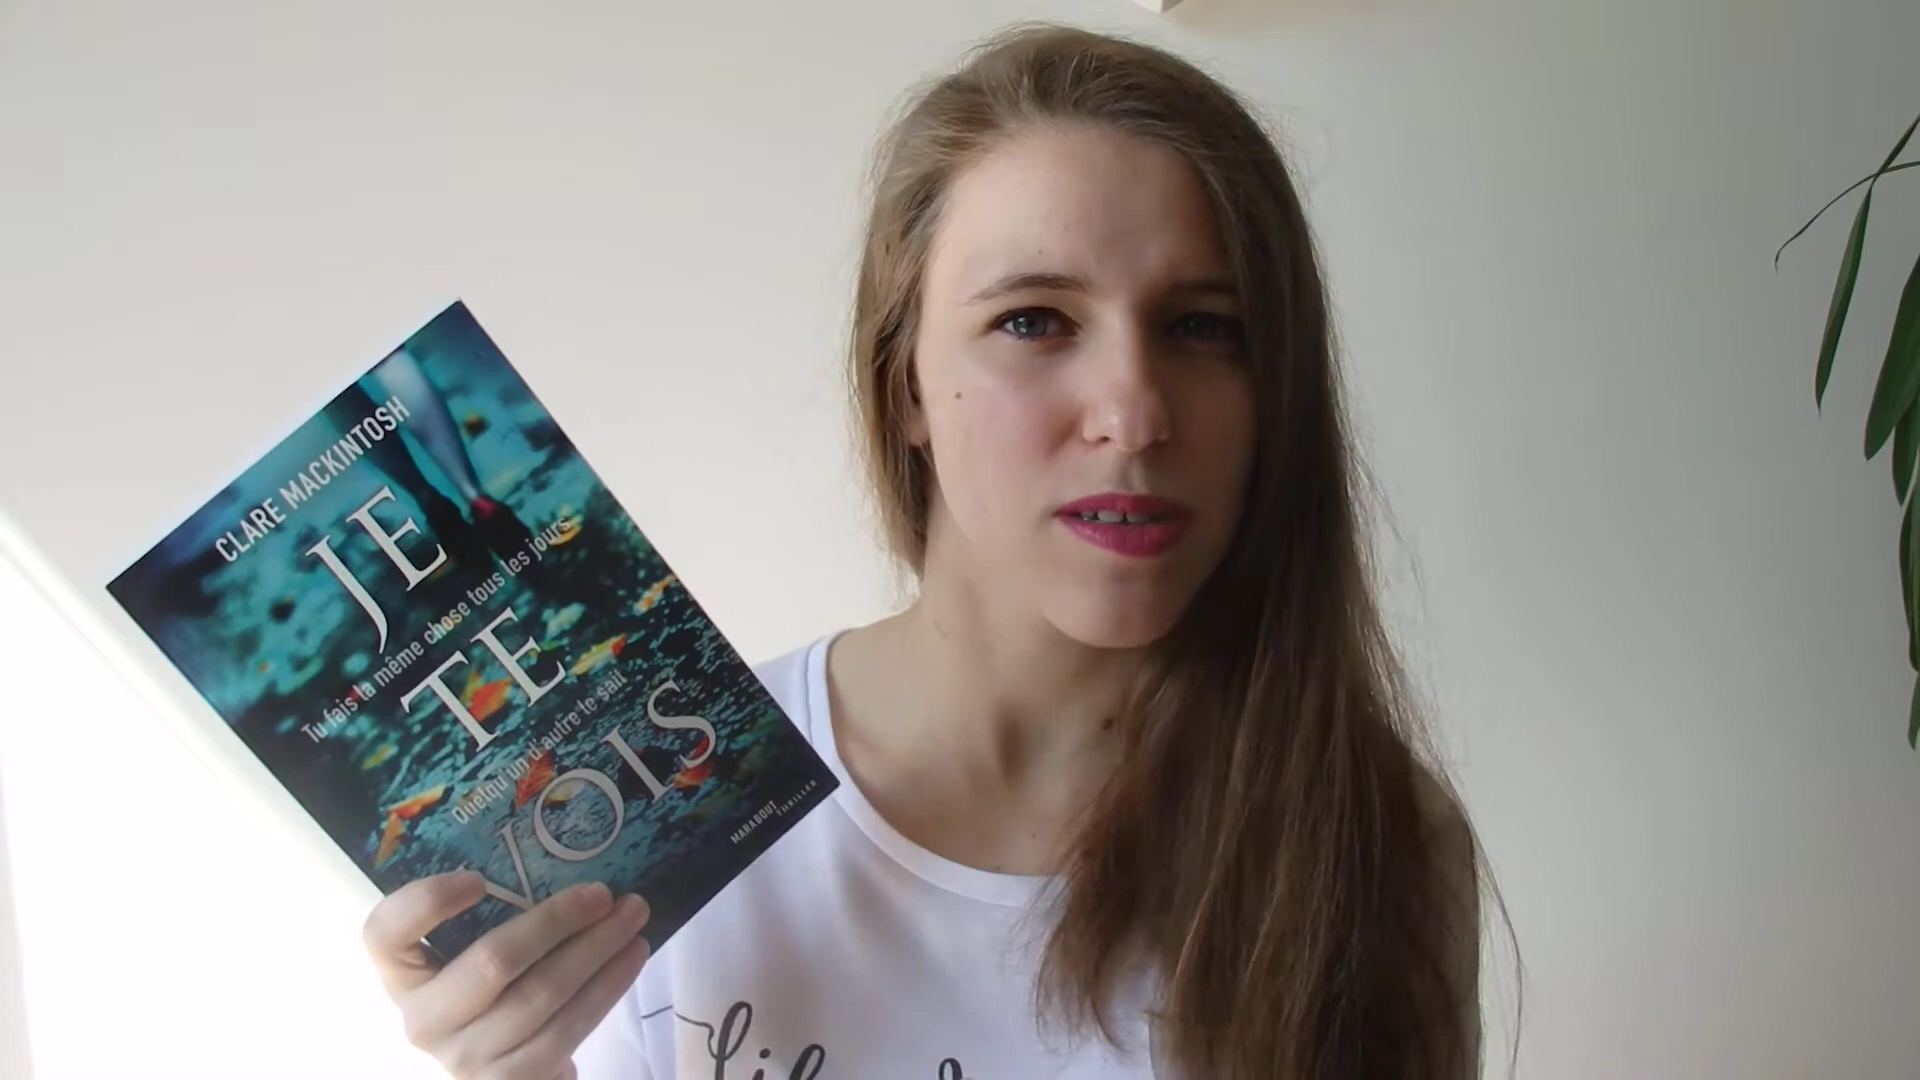 CLARE MACKINTOSH
JE
Tu fais la même chose tous les jours
TE
Quelqu'un d'autre le sait
VOIS
MARABOUT
THRILLER